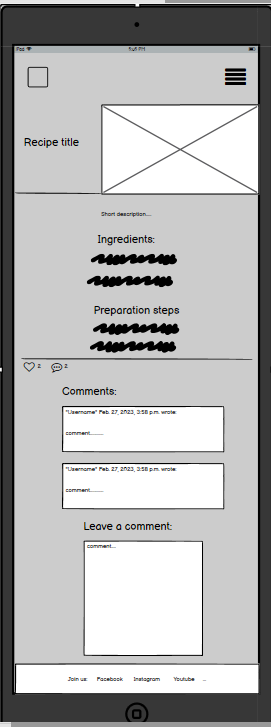 iPad
Recipe title
Short description...
Ingredients:
Preparation steps
2 2
Comments:
"Username" Feb. 27, 2023, 3:58 p.m. wrote:
comment..........
"Username" Feb. 27, 2023, 3:58 p.m. wrote:
comment..........
Leave a comment:
comment...
Join us: Facebook Instagram Youtube ...